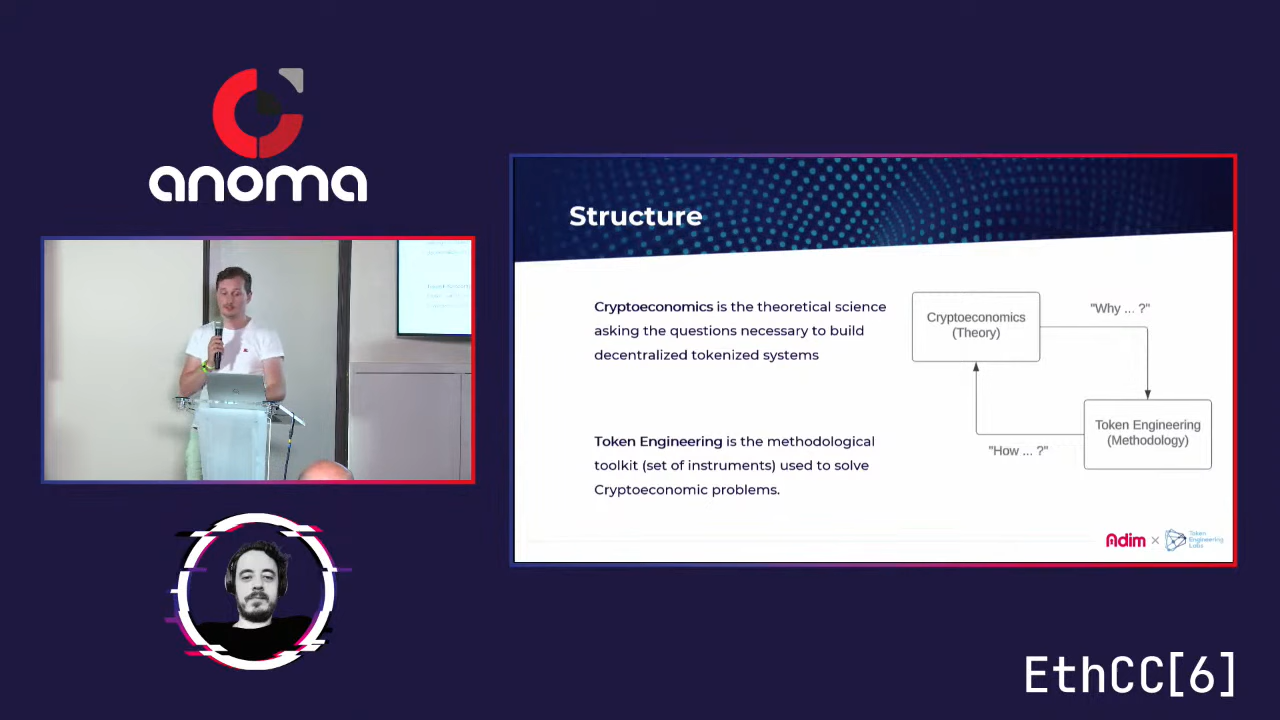 anoma
Structure
Cryptoeconomics is the theoretical science
asking the questions necessary to build
decentralized tokenized systems
Token Engineering is the methodological
toolkit (set of instruments) used to solve
Cryptoeconomic problems.
Cryptoeconomics
(Theory)
"Why ... ?"
Token Engineering
(Methodology)
"How ... ?"
Adim × Token
Engineering
Labs
EthCC[6]